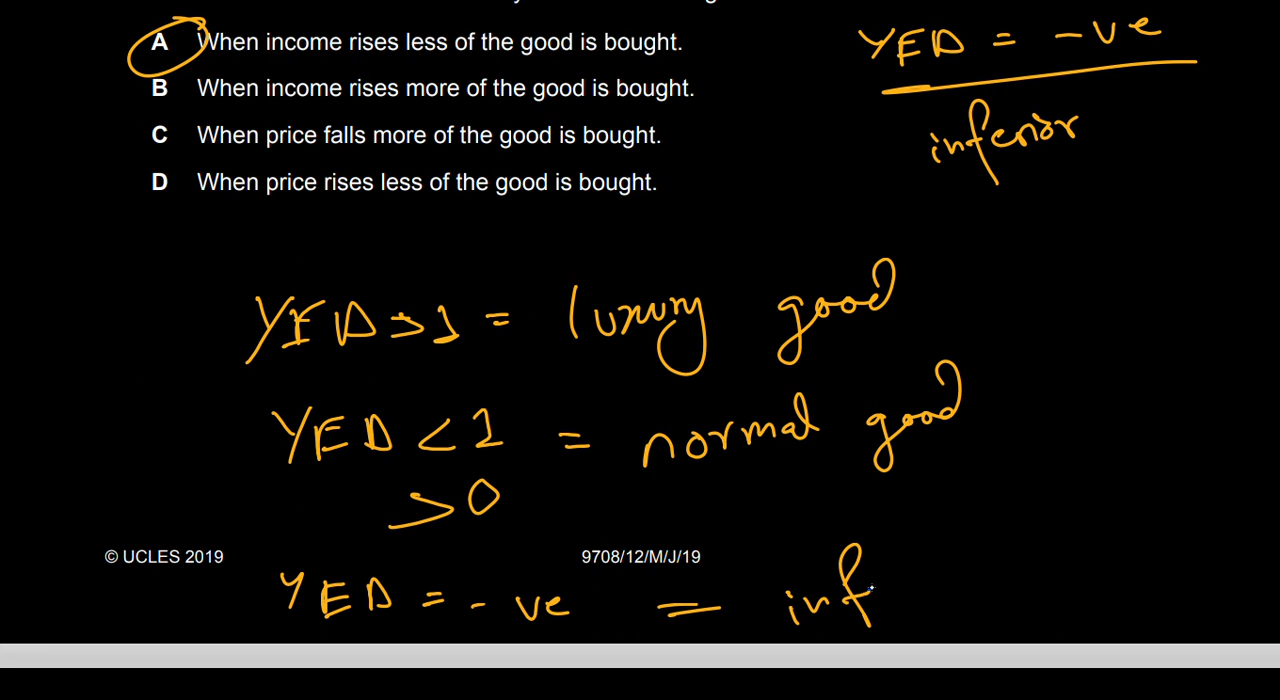 A When income rises less of the good is bought.
YED = -ve
B When income rises more of the good is bought.
inferior
C When price falls more of the good is bought.
D When price rises less of the good is bought.
YED > 1 = luxury good
YED < 1 = normal good
> 0
© UCLES 2019 9708/12/M/J/19
YED = - ve = inf